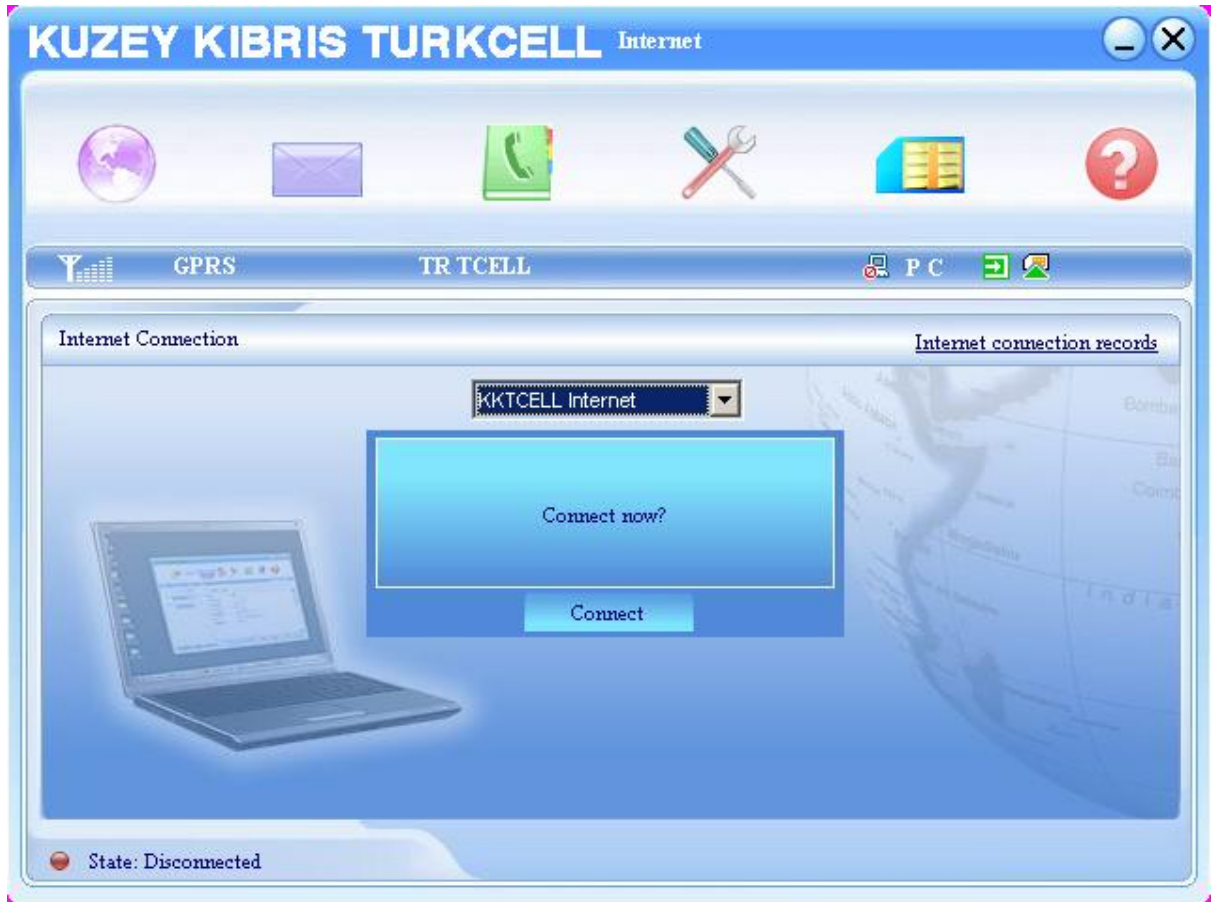 KUZEY KIBRIS TURKCELL Internet
GPRS TR TCELL P C
Internet Connection Internet connection records
KKTCELL Internet
Connect now?
Connect
State: Disconnected